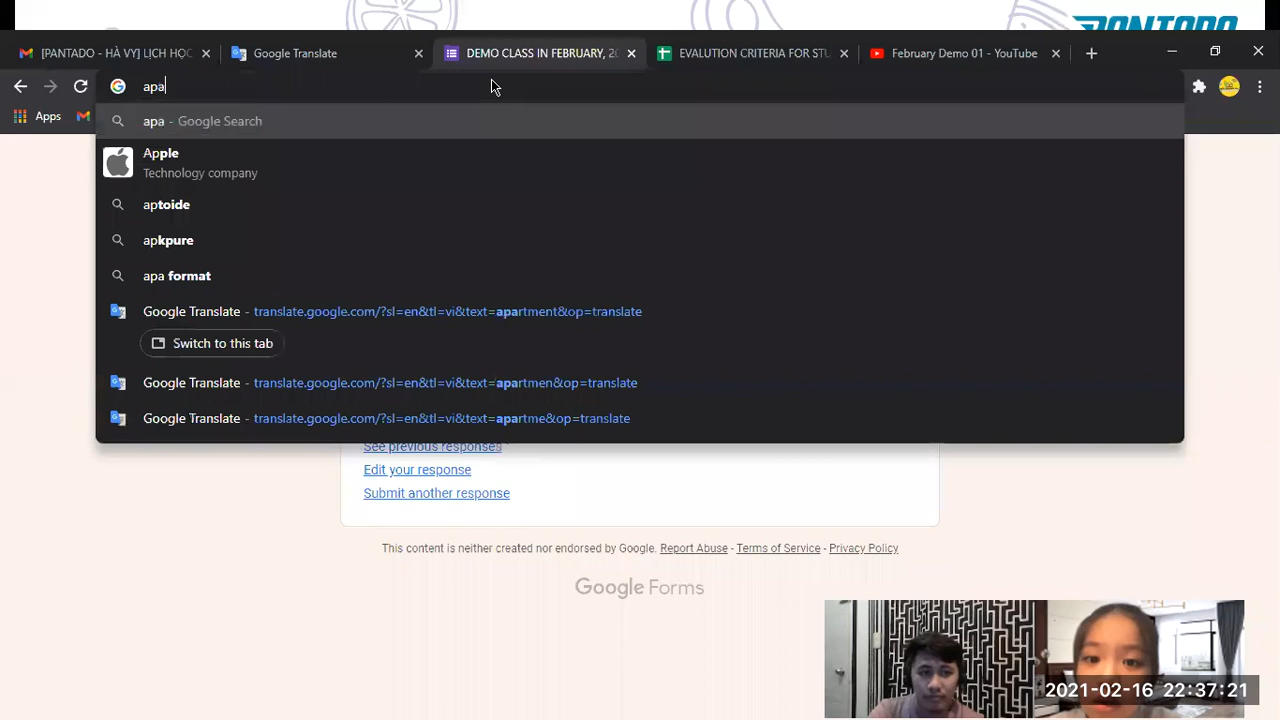 PANTADO
[PANTADO - HÀ VY] LỊCH HỌC
Google Translate
DEMO CLASS IN FEBRUARY, 20
EVALUTION CRITERIA FOR STU
February Demo 01 - YouTube
apa
Apps
apa - Google Search
Apple
Technology company
aptoide
apkpure
apa format
Google Translate - translate.google.com/?sl=en&tl=vi&text=apartment&op=translate
Switch to this tab
Google Translate - translate.google.com/?sl=en&tl=vi&text=apartmen&op=translate
Google Translate - translate.google.com/?sl=en&tl=vi&text=apartme&op=translate
See previous responses
Edit your response
Submit another response
This content is neither created nor endorsed by Google. Report Abuse - Terms of Service - Privacy Policy
Google Forms
2021-02-16 22:37:21